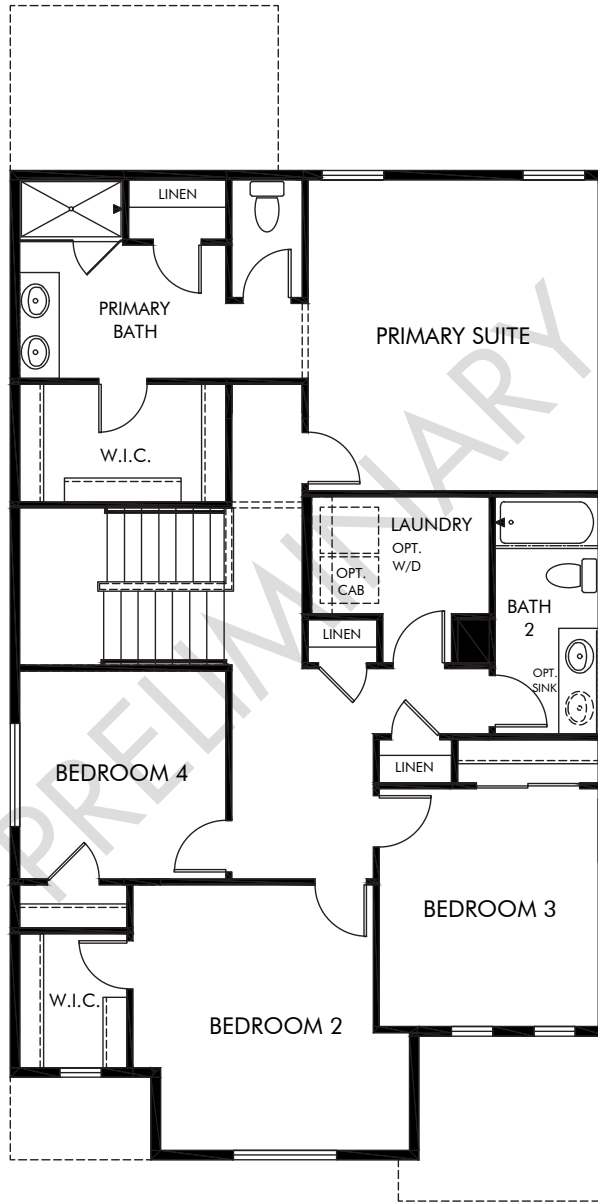 LINEN
PRIMARY
BATH
PRIMARY SUITE
W.I.C.
LAUNDRY
OPT.
W/D
OPT.
CAB
BATH
2
LINEN
OPT.
SINK
LINEN
BEDROOM 4
BEDROOM 3
W.I.C.
BEDROOM 2
PRELIMINARY